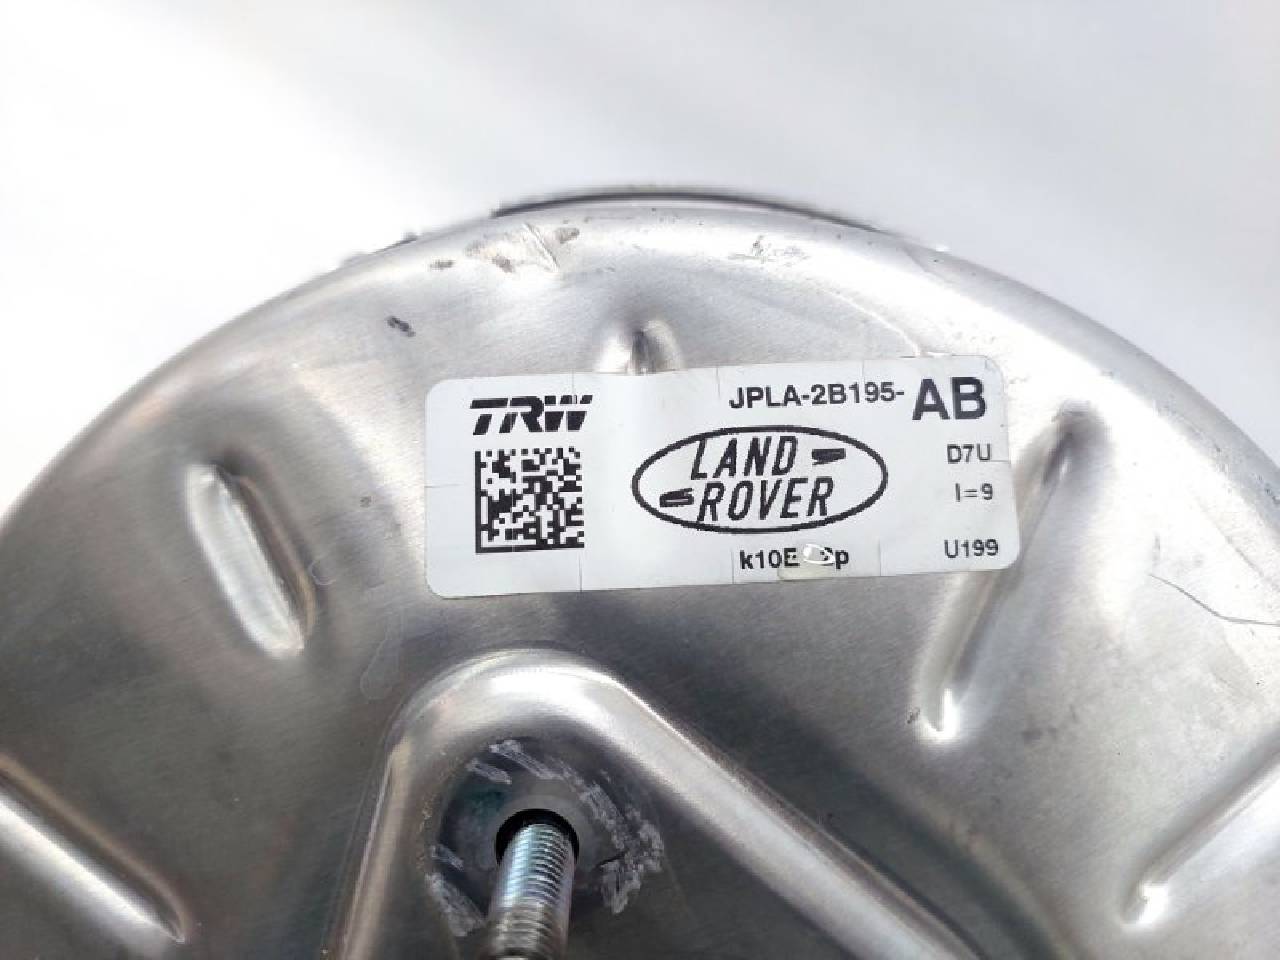 TRW
JPLA-2B195-AB
LAND
ROVER
D7U
I=9
U199